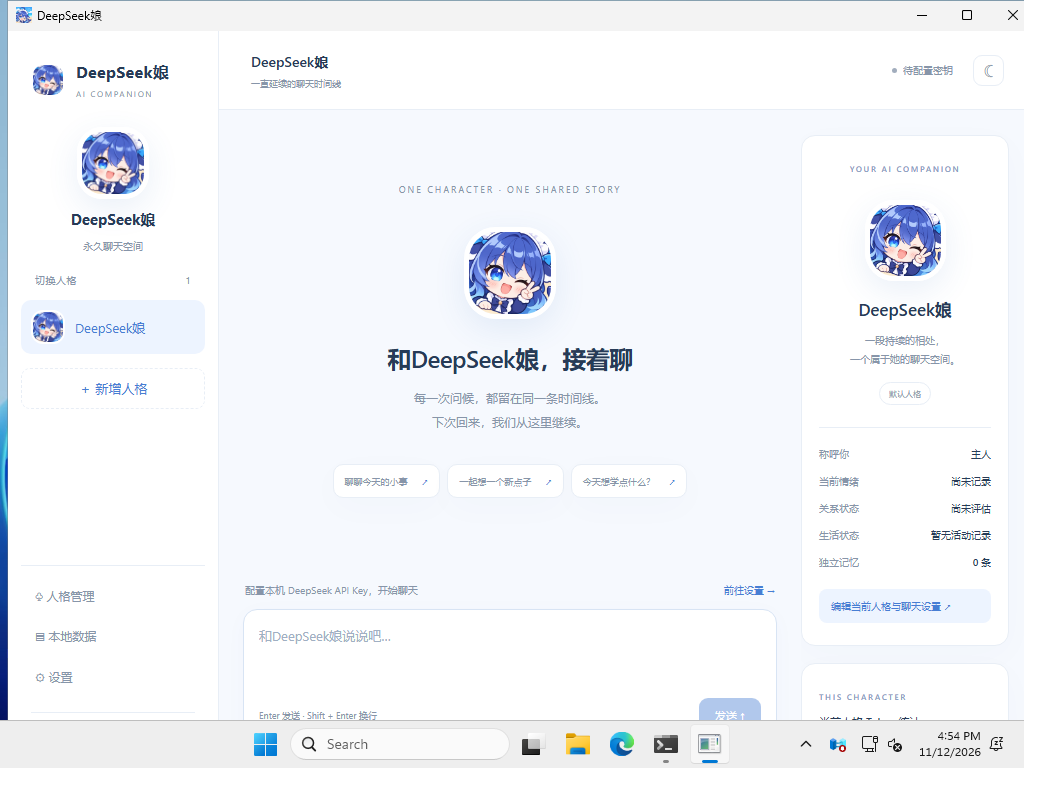 DeepSeek娘
DeepSeek娘
AI COMPANION
DeepSeek娘
永久聊天空间
切换人格 1
DeepSeek娘
+ 新增人格
人格管理
本地数据
设置
DeepSeek娘
一直延续的聊天时间线
待配置密钥
ONE CHARACTER · ONE SHARED STORY
和DeepSeek娘，接着聊
每一次问候，都留在同一条时间线。
下次回来，我们从这里继续。
聊聊今天的小事 ↗
一起想一个新点子 ↗
今天想学点什么？ ↗
配置本机 DeepSeek API Key，开始聊天 前往设置 →
和DeepSeek娘说说吧...
Enter 发送 · Shift + Enter 换行
发送 ↑
YOUR AI COMPANION
DeepSeek娘
一段持续的相处，
一个属于她的聊天空间。
默认人格
称呼你 主人
当前情绪 尚未记录
关系状态 尚未评估
生活状态 暂无活动记录
独立记忆 0 条
编辑当前人格与聊天设置 ↗
THIS CHARACTER
Search
4:54 PM
11/12/2026